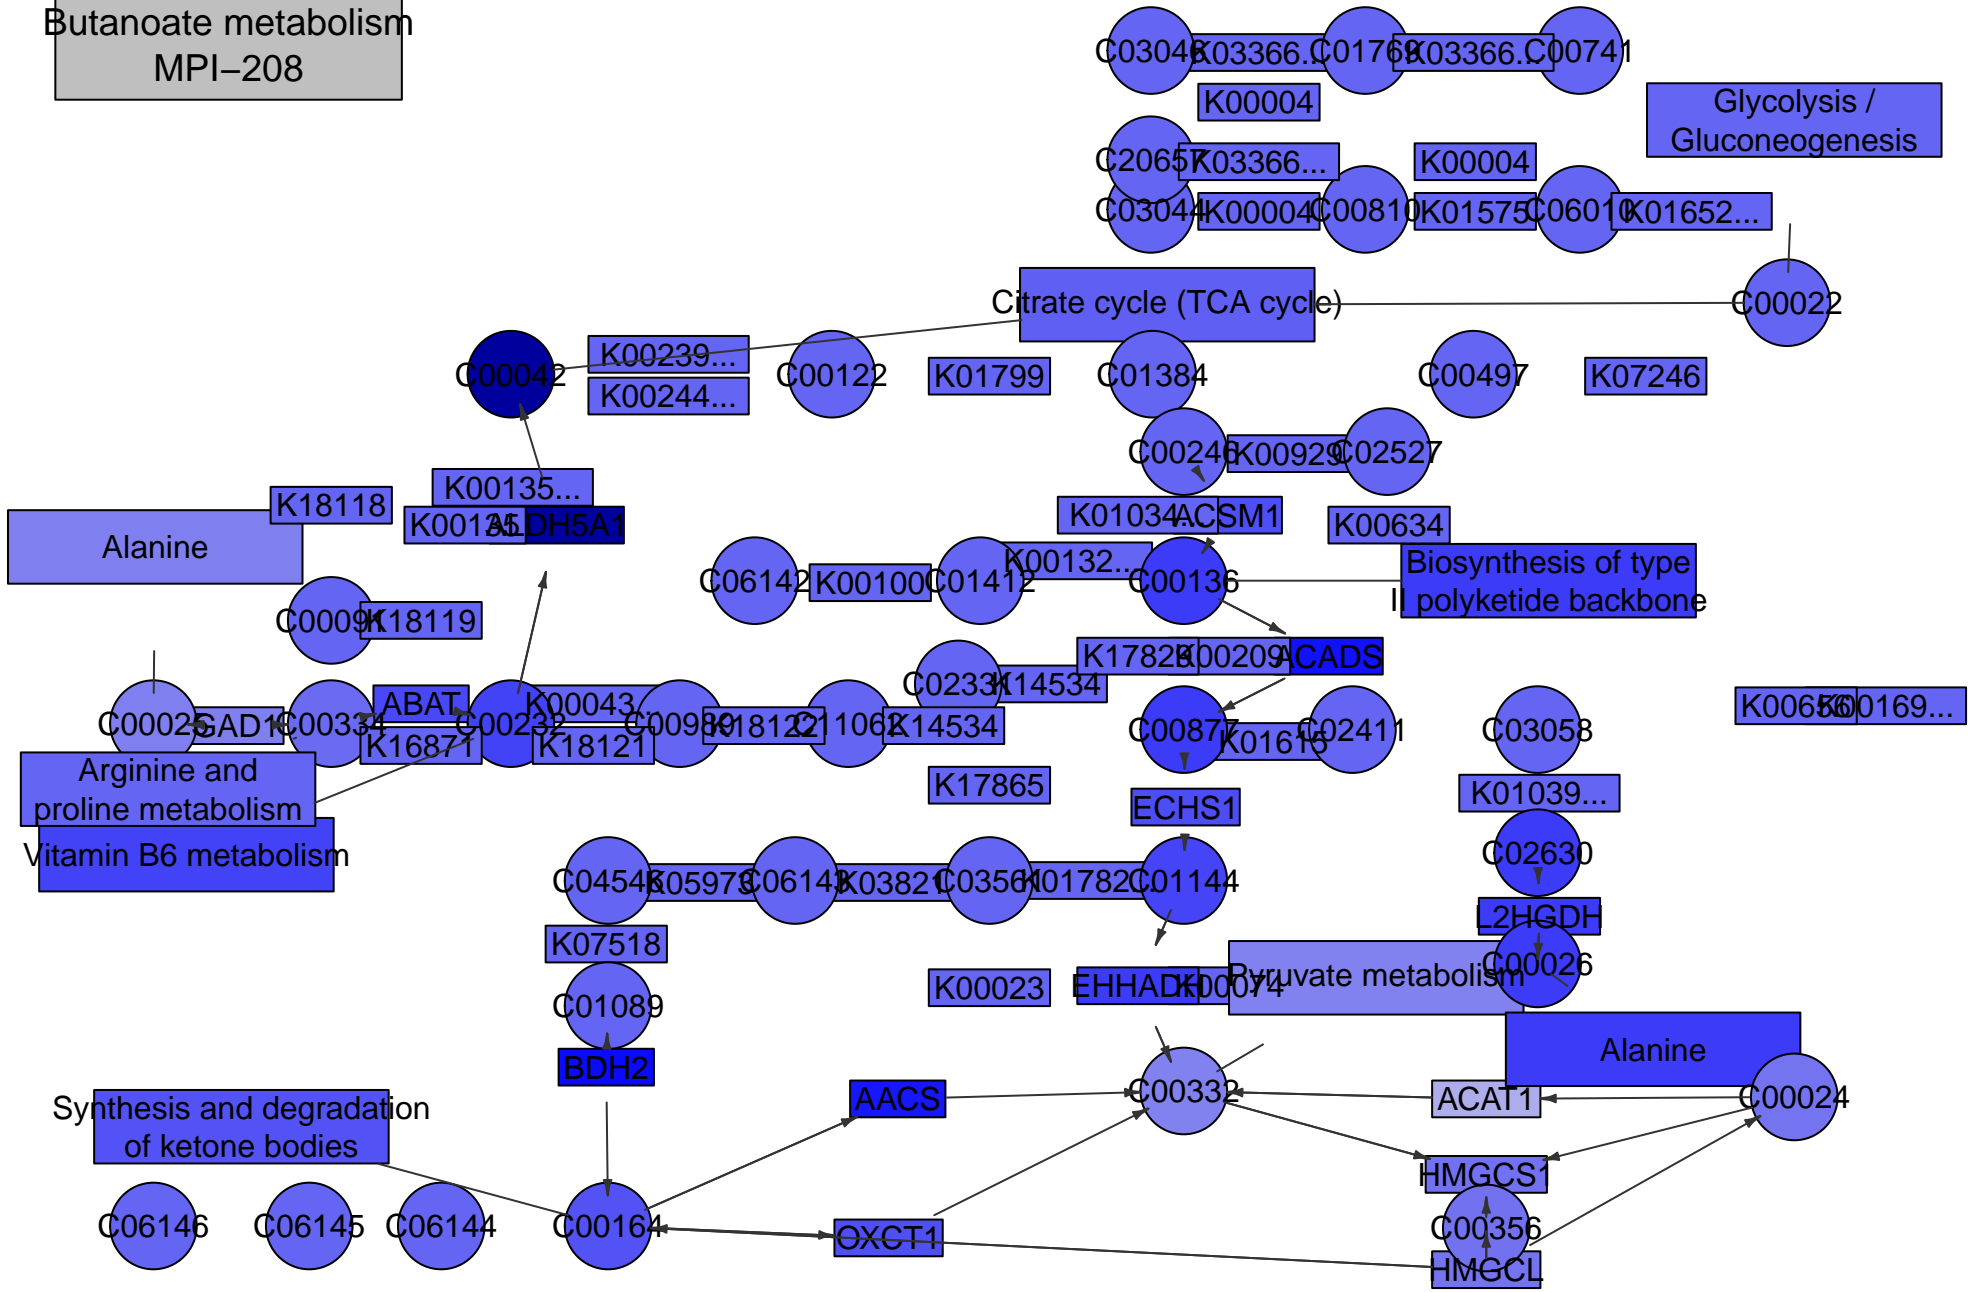 Butanoate metabolism
MPI−208
C03046
K03366...
C01769
K03366...
C00741
K00004
Glycolysis /
Gluconeogenesis
C20657
K03366...
K00004
C03044
K00004
C00810
K01575
C06010
K01652...
Citrate cycle (TCA cycle)
C00022
C00042
K00239...
K00244...
C00122
K01799
C01384
C00497
K07246
C00246
K00929
C02527
K18118
K00135...
K00135
ALDH5A1
K01034...
ACSM1
K00634
Alanine
C06142
K00100
C01412
K00132...
C00136
Biosynthesis of type
II polyketide backbone
C00091
K18119
K17829
K00209
ACADS
C02331
K14534
C00025
GAD1
C00334
ABAT
K16871
C00232
K00043...
K18121
C00989
K18122
C11062
K14534
C00877
K01615
C02411
C03058
K00656
K00169...
Arginine and
proline metabolism
K17865
ECHS1
K01039...
Vitamin B6 metabolism
C02630
C04546
K05973
C06143
K03821
C03561
K01782...
C01144
L2HGDH
K07518
Pyruvate metabolism
C00026
C01089
K00023
EHHADH
K00074
Alanine
BDH2
AACS
C00332
ACAT1
C00024
Synthesis and degradation
of ketone bodies
HMGCS1
C06146
C06145
C06144
C00164
OXCT1
C00356
HMGCL